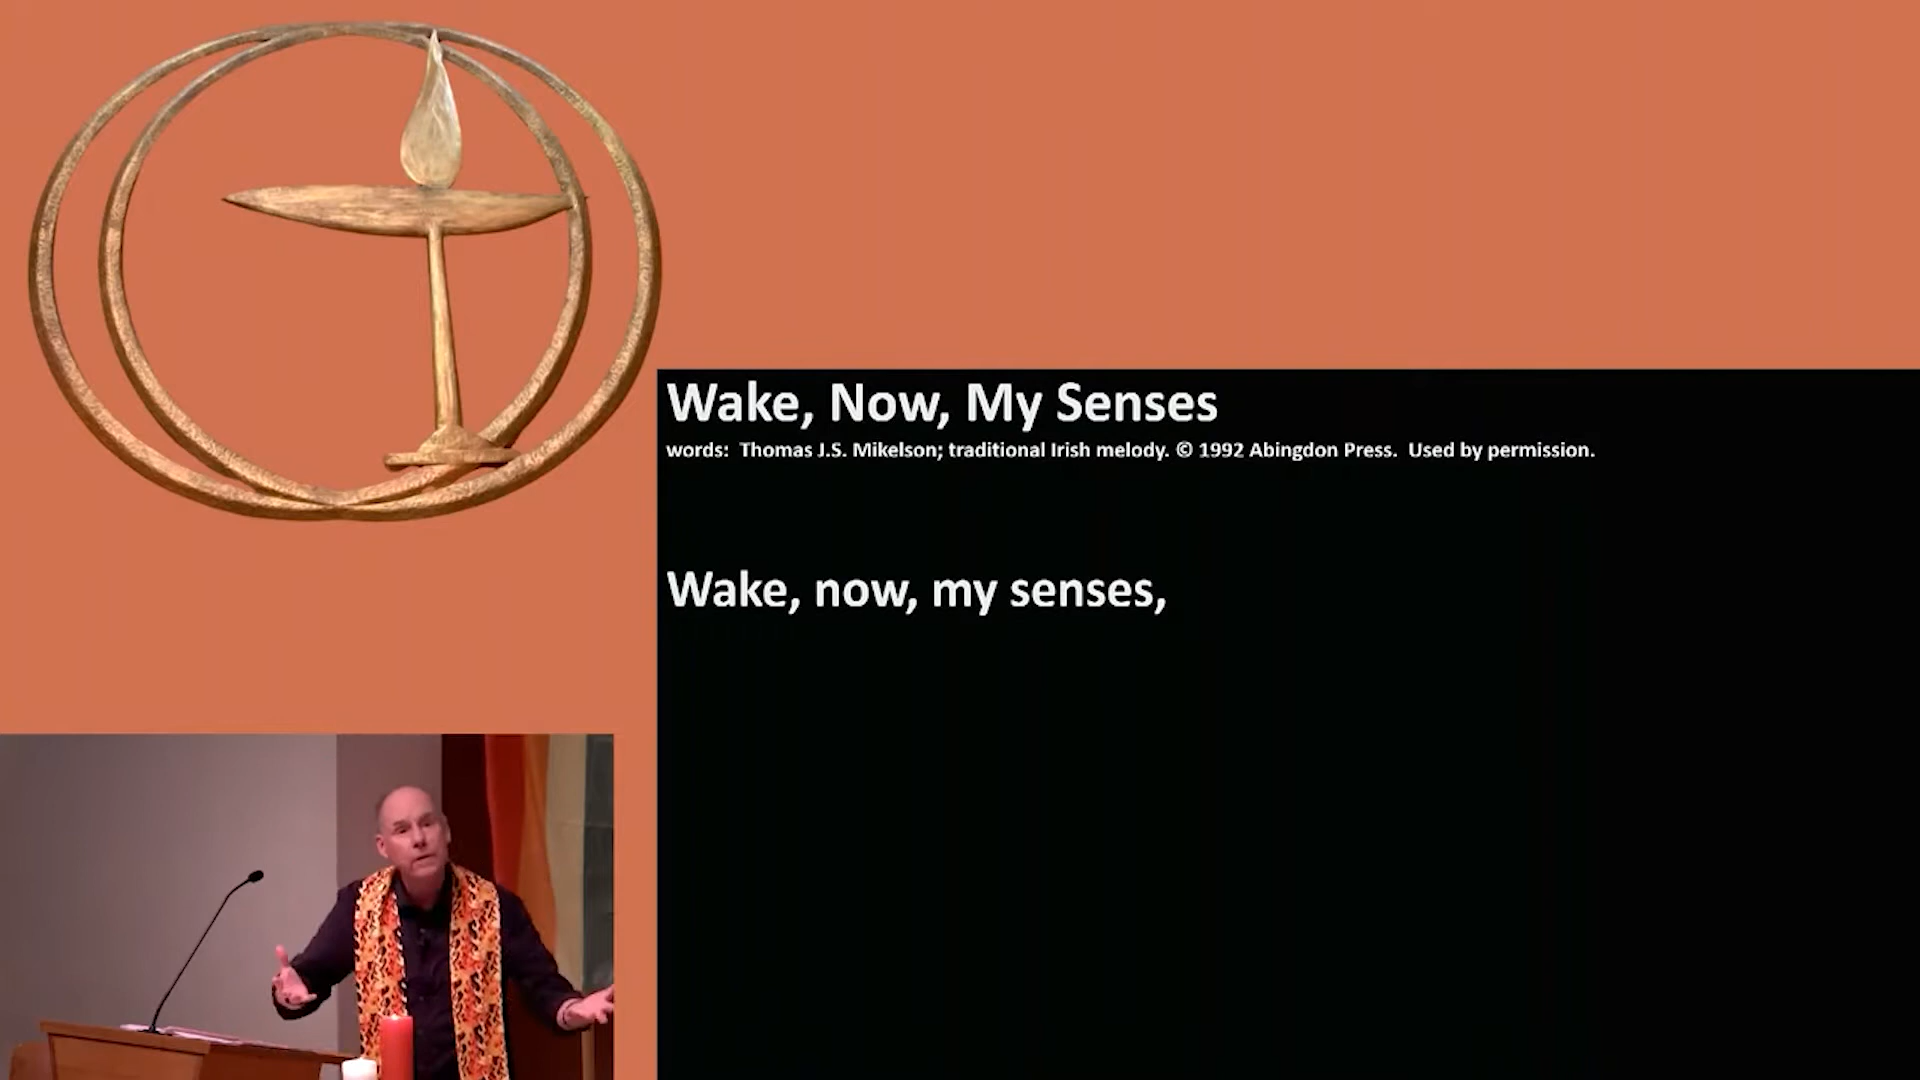 Wake, Now, My Senses
words:  Thomas J.S. Mikelson; traditional Irish melody. © 1992 Abingdon Press.  Used by permission.
Wake, now, my senses,